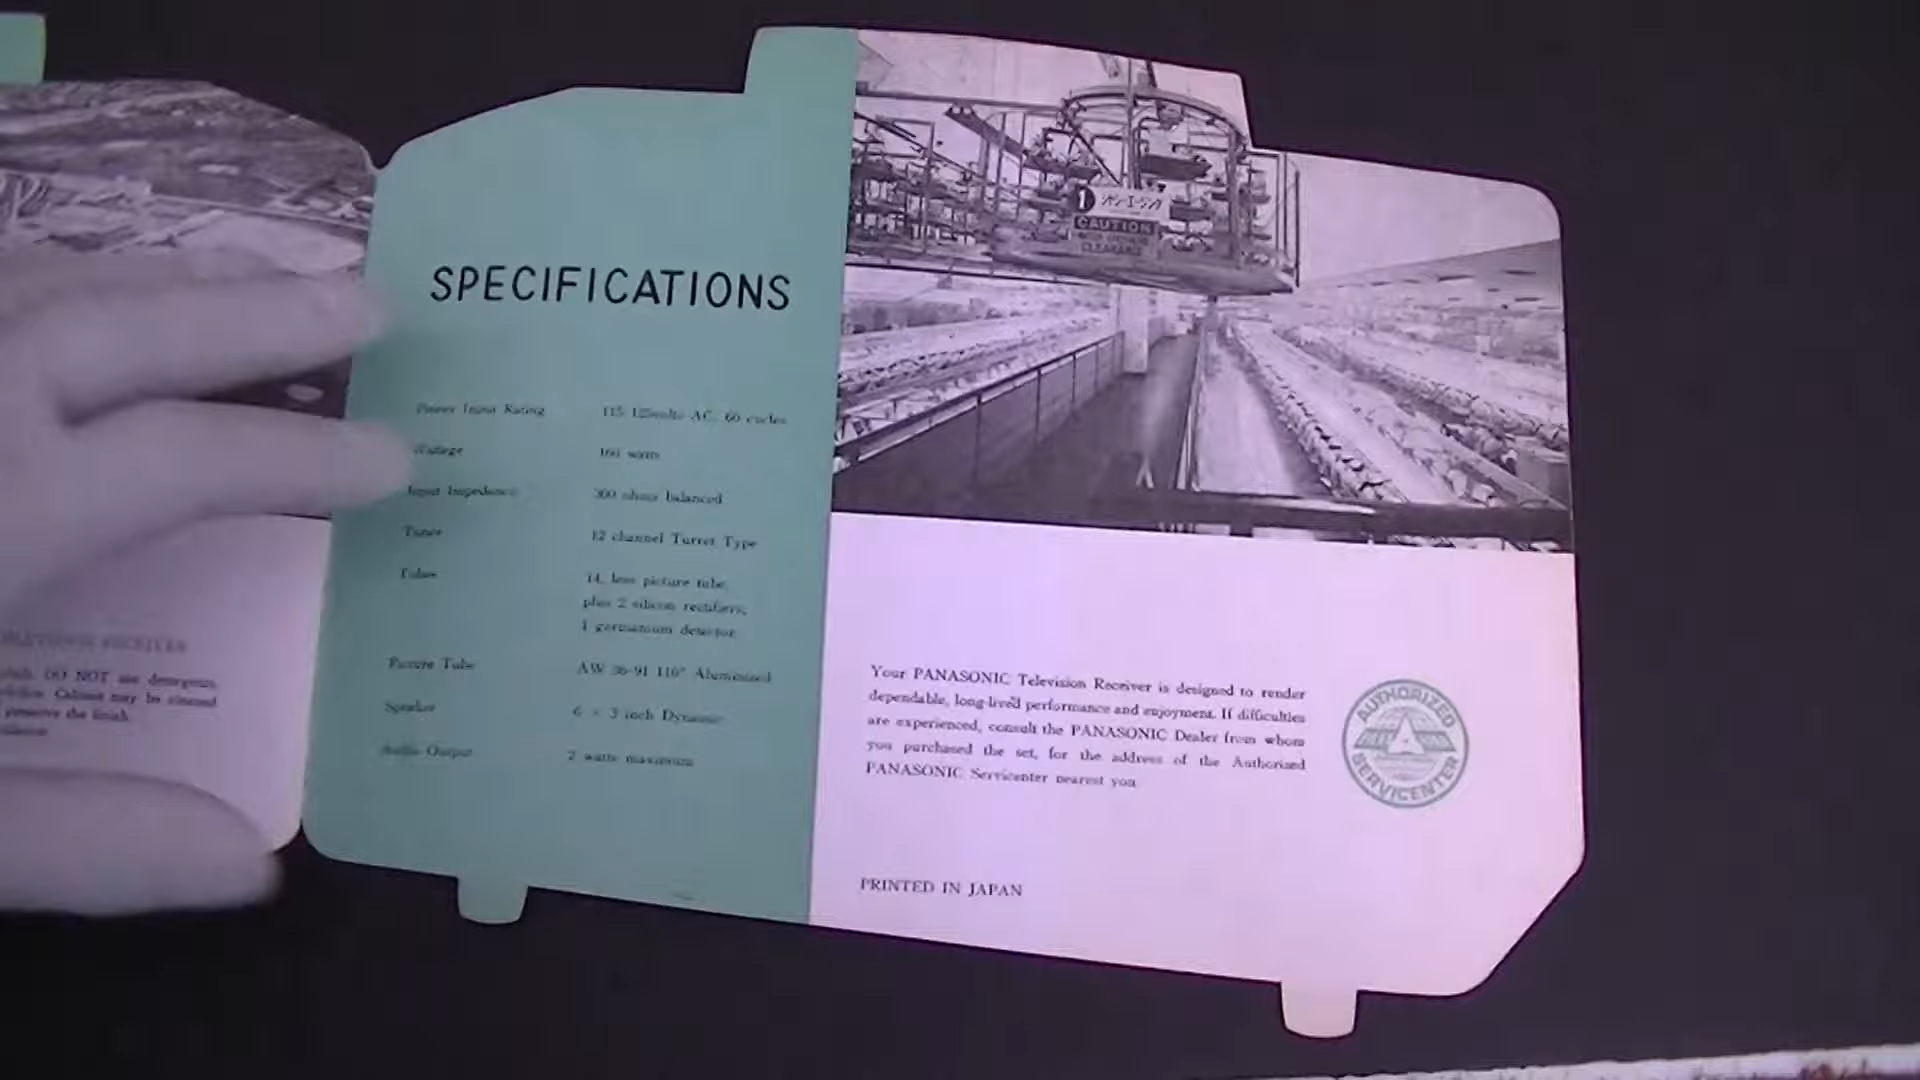 SPECIFICATIONS
Power Input Rating 115-125volts AC, 60 cycles
Wattage 160 watts
Input Impedance 300 ohms balanced
Tuner 12 channel Turret Type
Tubes 14, less picture tube,
plus 2 silicon rectifiers,
1 germanium detector
Picture Tube AW 36-91 110° Aluminized
Speaker 6 × 3 inch Dynamic
Audio Output 2 watts maximum
1
CAUTION
CLEARANCE
Your PANASONIC Television Receiver is designed to render
dependable, long-lived performance and enjoyment. If difficulties
are experienced, consult the PANASONIC Dealer from whom
you purchased the set, for the address of the Authorized
PANASONIC Servicenter nearest you.
AUTHORIZED
SERVICENTER
PRINTED IN JAPAN
DO NOT use detergents,
Cabinet may be cleaned
preserve the finish.